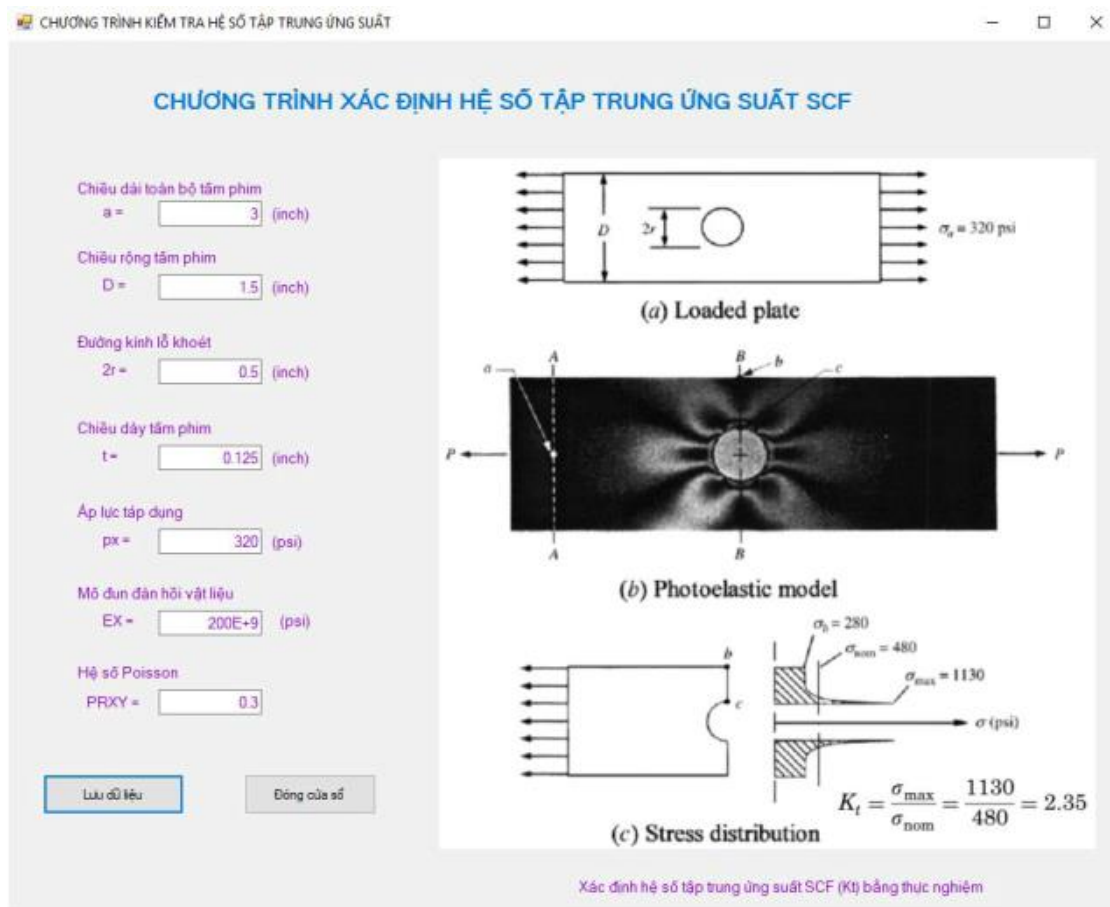 CHƯƠNG TRÌNH KIỂM TRA HỆ SỐ TẬP TRUNG ỨNG SUẤT
CHƯƠNG TRÌNH XÁC ĐỊNH HỆ SỐ TẬP TRUNG ỨNG SUẤT SCF
Chiều dài toàn bộ tấm phim
a = 3 (inch)
Chiều rộng tấm phim
D = 1.5 (inch)
Đường kính lỗ khoét
2r = 0.5 (inch)
Chiều dày tấm phim
t = 0.125 (inch)
Áp lực táp dụng
px = 320 (psi)
Mô đun đàn hồi vật liệu
EX = 200E+9 (psi)
Hệ số Poisson
PRXY = 0.3
Lưu dữ liệu
Đóng cửa sổ
D 2r σa = 320 psi
(a) Loaded plate
A B b
a c
P P
A B
(b) Photoelastic model
σb = 280
σnom = 480
b
σmax = 1130
c
σ (psi)
Kt = σmax / σnom = 1130 / 480 = 2.35
(c) Stress distribution
Xác định hệ số tập trung ứng suất SCF (Kt) bằng thực nghiệm